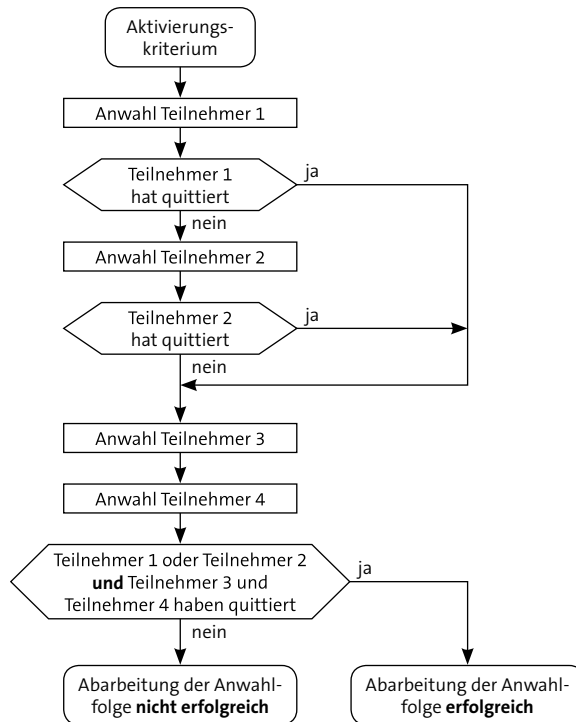 Aktivierungs-
kriterium
Anwahl Teilnehmer 1
Teilnehmer 1
hat quittiert
ja
nein
Anwahl Teilnehmer 2
Teilnehmer 2
hat quittiert
ja
nein
Anwahl Teilnehmer 3
Anwahl Teilnehmer 4
Teilnehmer 1 oder Teilnehmer 2
und Teilnehmer 3 und
Teilnehmer 4 haben quittiert
ja
nein
Abarbeitung der Anwahl-
folge nicht erfolgreich
Abarbeitung der Anwahl-
folge erfolgreich